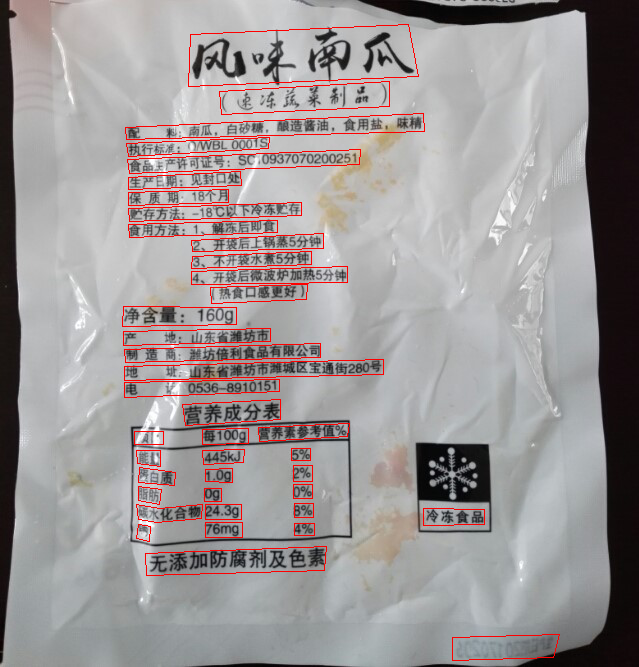 风味南瓜
（速冻蔬菜制品）
配 料：南瓜，白砂糖，酿造酱油，食用盐，味精
执行标准：Q/WBL 0001S
食品生产许可证号：SC10937070200251
生产日期：见封口处
保 质 期：18个月
贮存方法：-18℃以下冷冻贮存
食用方法：1、解冻后即食
2、开袋后上锅蒸5分钟
3、不开袋水煮5分钟
4、开袋后微波炉加热5分钟
（热食口感更好）
净含量：160g
产 地：山东省潍坊市
制 造 商：潍坊倍利食品有限公司
地 址：山东省潍坊市潍城区宝通街280号
电 话：0536-8910151
营养成分表
项目 每100g 营养素参考值%
能量 445kJ 5%
蛋白质 1.0g 2%
脂肪 0g 0%
碳水化合物 24.3g 8%
钠 76mg 4%
冷冻食品
无添加防腐剂及色素